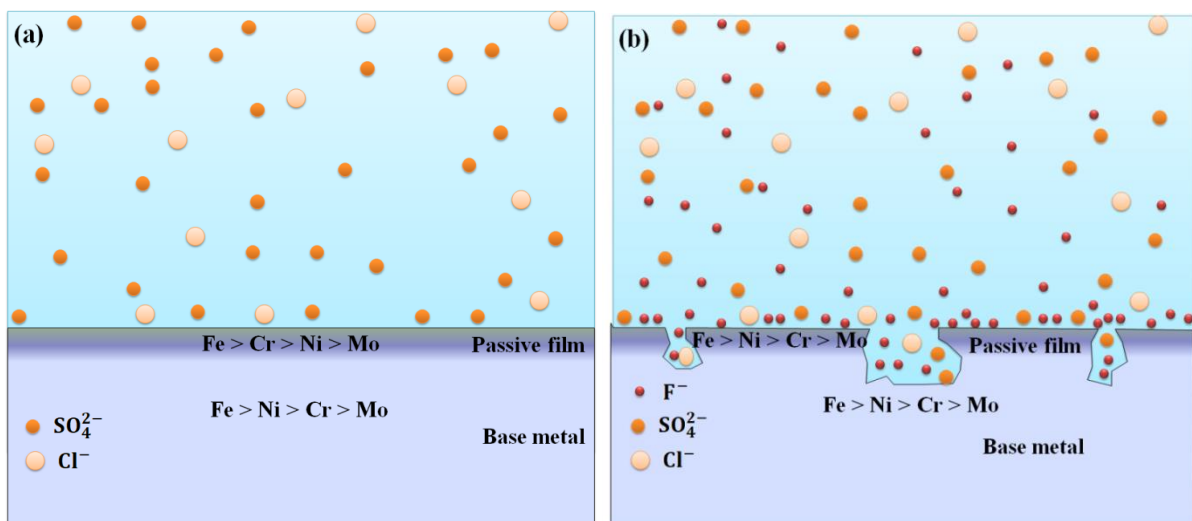 (a)
Fe > Cr > Ni > Mo
Passive film
Fe > Ni > Cr > Mo
SO₄²⁻
Cl⁻
Base metal
(b)
Fe > Ni > Cr > Mo
Passive film
Fe > Ni > Cr > Mo
F⁻
SO₄²⁻
Cl⁻
Base metal